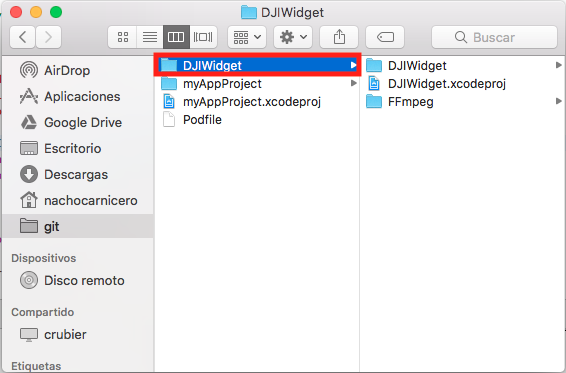 DJIWidget
Buscar
AirDrop
Aplicaciones
Google Drive
Escritorio
Descargas
nachocarnicero
git
Dispositivos
Disco remoto
Compartido
crubier
Etiquetas
DJIWidget
myAppProject
myAppProject.xcodeproj
Podfile
DJIWidget
DJIWidget.xcodeproj
FFmpeg